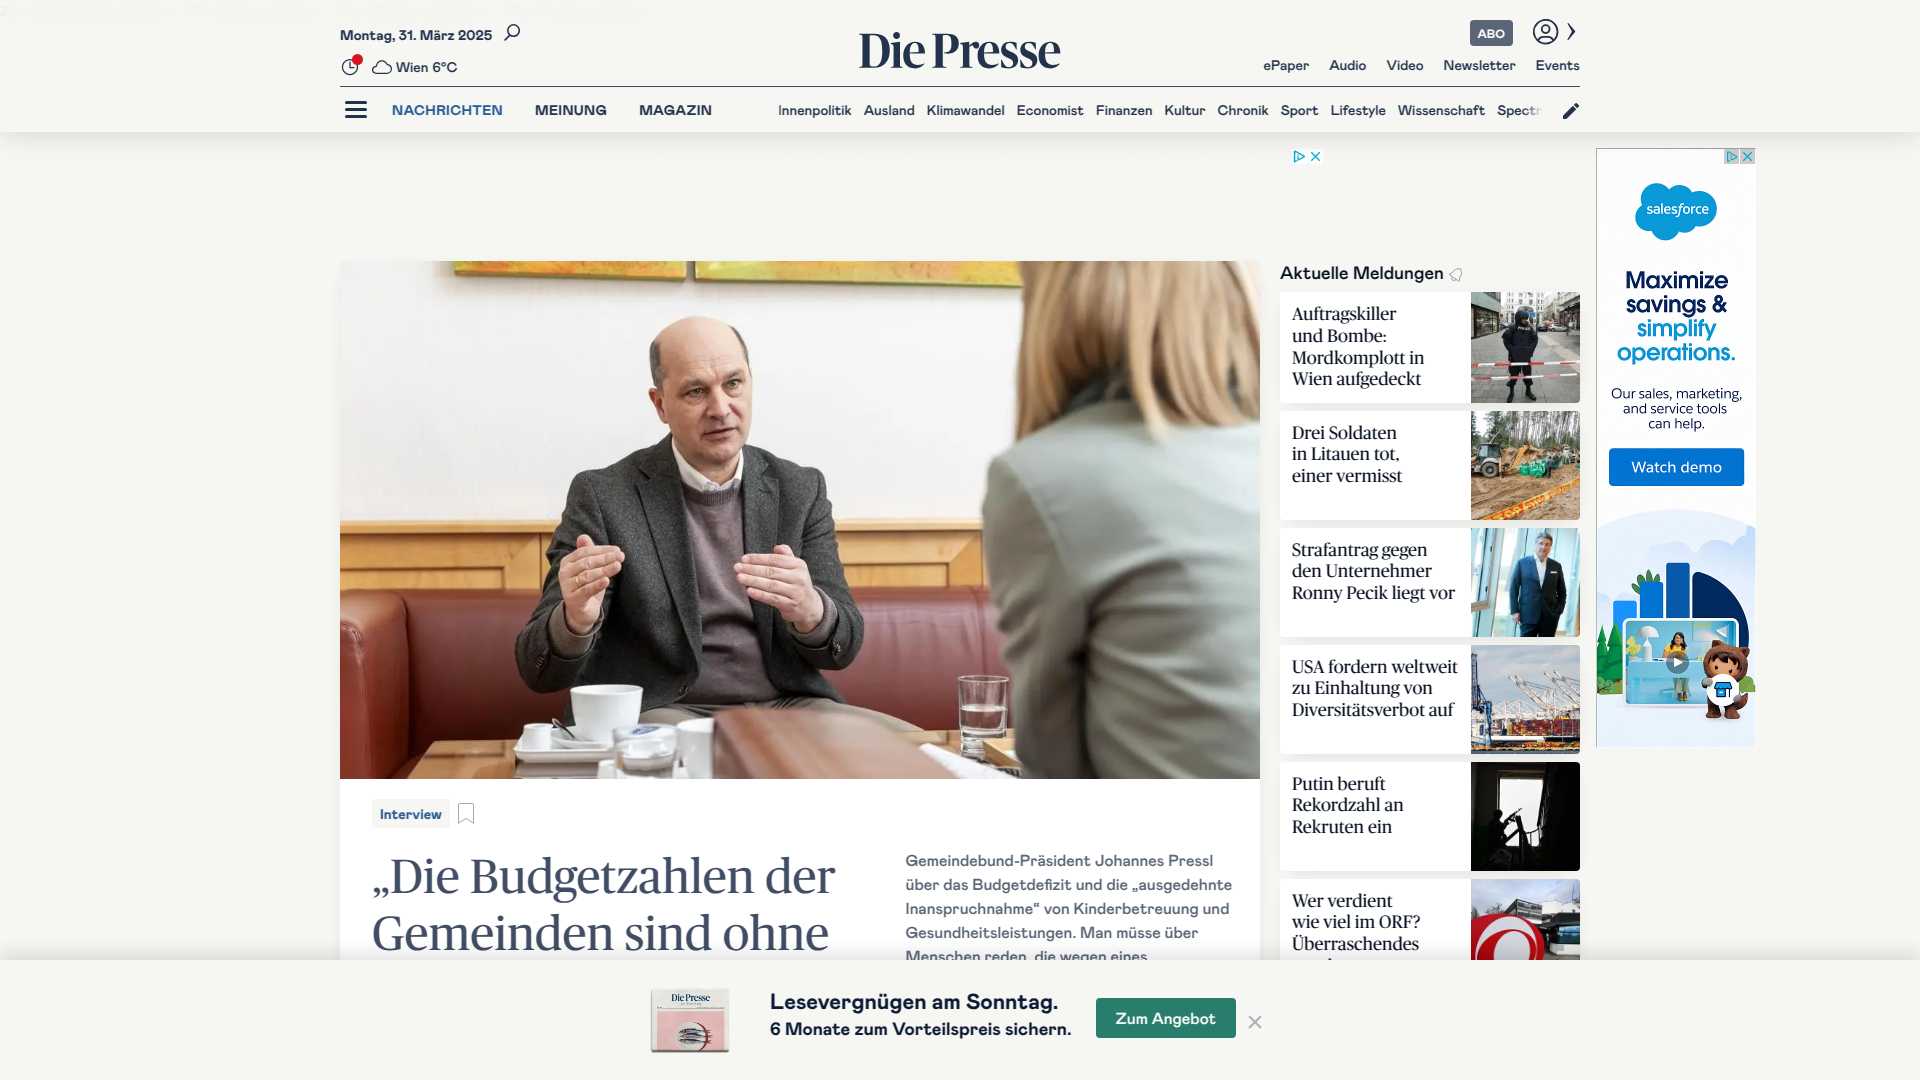 Montag, 31. März 2025
Wien 6°C
Die Presse
ABO
ePaper Audio Video Newsletter Events
NACHRICHTEN MEINUNG MAGAZIN
Innenpolitik Ausland Klimawandel Economist Finanzen Kultur Chronik Sport Lifestyle Wissenschaft
Interview
„Die Budgetzahlen der
Gemeinden sind ohne
Gemeindebund-Präsident Johannes Pressl
über das Budgetdefizit und die „ausgedehnte
Inanspruchnahme“ von Kinderbetreuung und
Gesundheitsleistungen. Man müsse über
Menschen reden, die wegen eines
Aktuelle Meldungen
Auftragskiller
und Bombe:
Mordkomplott in
Wien aufgedeckt
Drei Soldaten
in Litauen tot,
einer vermisst
Strafantrag gegen
den Unternehmer
Ronny Pecik liegt vor
USA fordern weltweit
zu Einhaltung von
Diversitätsverbot auf
Putin beruft
Rekordzahl an
Rekruten ein
Wer verdient
wie viel im ORF?
Überraschendes
salesforce
Maximize
savings &
simplify
operations.
Our sales, marketing,
and service tools
can help.
Watch demo
Die Presse
Lesevergnügen am Sonntag.
6 Monate zum Vorteilspreis sichern.
Zum Angebot